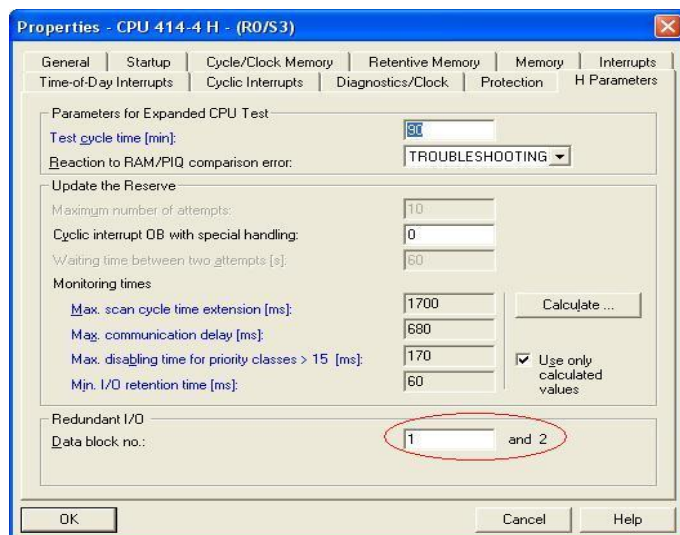 Properties - CPU 414-4 H - (R0/S3)
General Startup Cycle/Clock Memory Retentive Memory Memory Interrupts
Time-of-Day Interrupts Cyclic Interrupts Diagnostics/Clock Protection H Parameters
Parameters for Expanded CPU Test
Test cycle time [min]: 90
Reaction to RAM/PIQ comparison error: TROUBLESHOOTING
Update the Reserve
Maximum number of attempts: 10
Cyclic interrupt OB with special handling: 0
Waiting time between two attempts [s]: 60
Monitoring times
Max. scan cycle time extension [ms]: 1700 Calculate ...
Max. communication delay [ms]: 680
Max. disabling time for priority classes > 15 [ms]: 170 Use only
calculated
Min. I/O retention time [ms]: 60 values
Redundant I/O
Data block no.: 1 and 2
OK Cancel Help